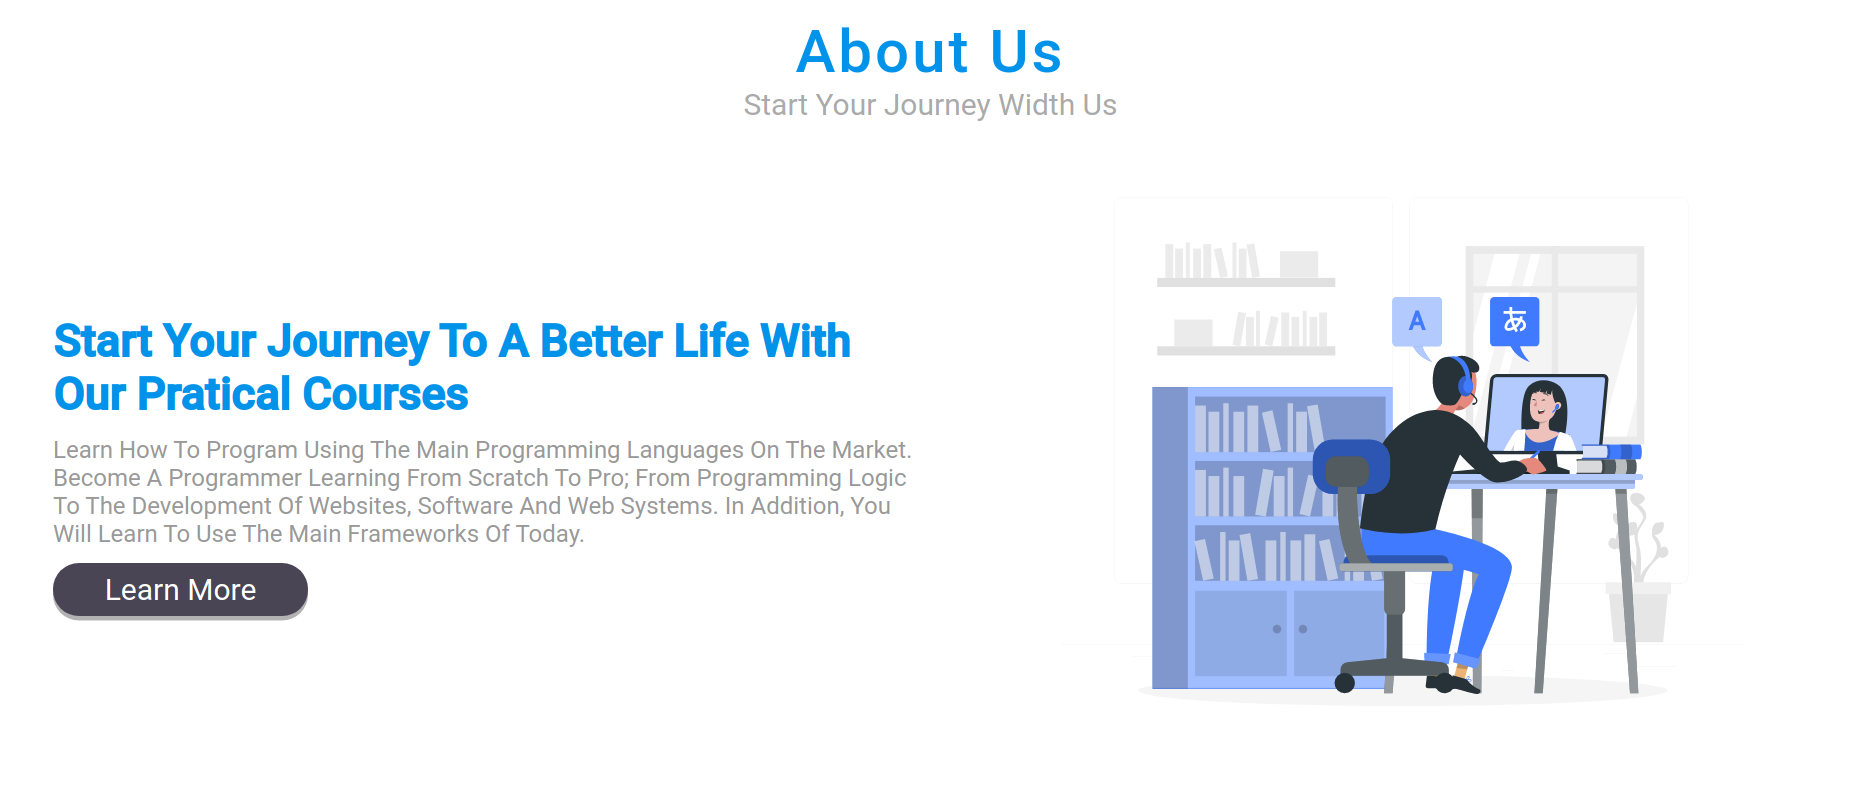 About Us
Start Your Journey Width Us
A
あ
Start Your Journey To A Better Life With
Our Pratical Courses
Learn How To Program Using The Main Programming Languages On The Market.
Become A Programmer Learning From Scratch To Pro; From Programming Logic
To The Development Of Websites, Software And Web Systems. In Addition, You
Will Learn To Use The Main Frameworks Of Today.
Learn More